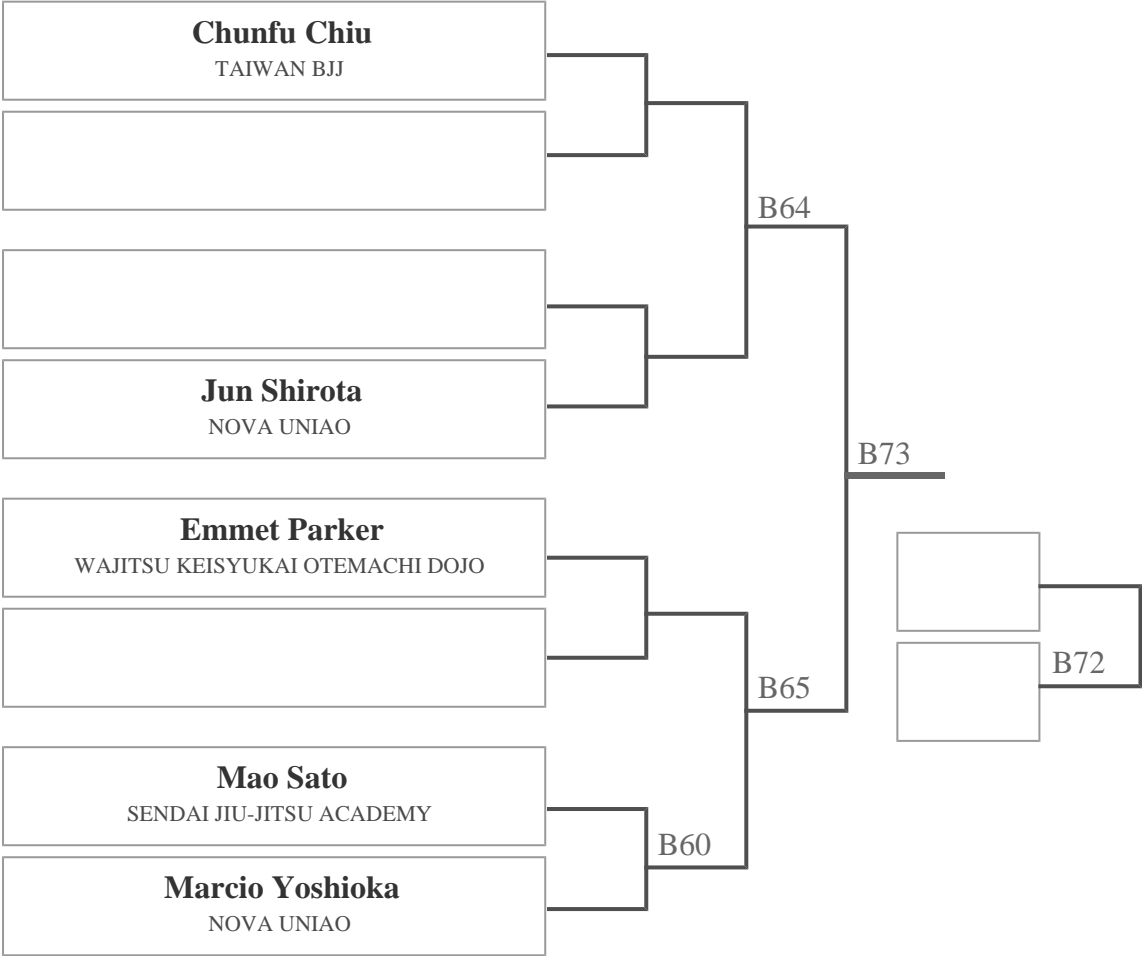 Chunfu Chiu
TAIWAN BJJ
B64
Jun Shirota
NOVA UNIAO
B73
Emmet Parker
WAJITSU KEISYUKAI OTEMACHI DOJO
B72
B65
Mao Sato
SENDAI JIU-JITSU ACADEMY
B60
Marcio Yoshioka
NOVA UNIAO